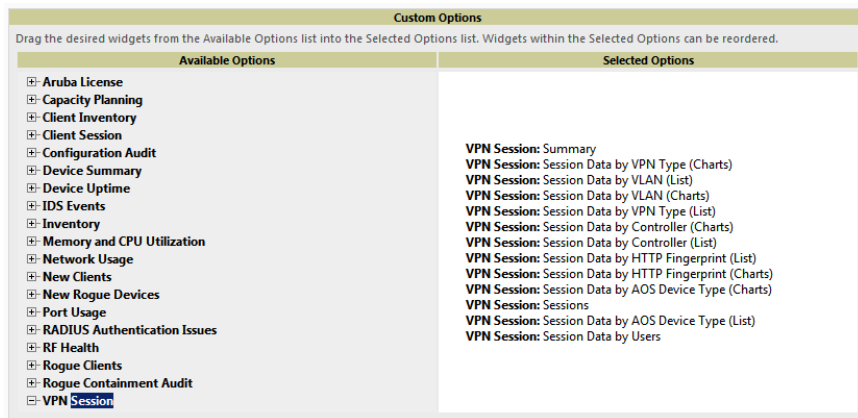 Custom Options
Drag the desired widgets from the Available Options list into the Selected Options list. Widgets within the Selected Options can be reordered.
Available Options
Aruba License
Capacity Planning
Client Inventory
Client Session
Configuration Audit
Device Summary
Device Uptime
IDS Events
Inventory
Memory and CPU Utilization
Network Usage
New Clients
New Rogue Devices
Port Usage
RADIUS Authentication Issues
RF Health
Rogue Clients
Rogue Containment Audit
VPN Session
Selected Options
VPN Session: Summary
VPN Session: Session Data by VPN Type (Charts)
VPN Session: Session Data by VLAN (List)
VPN Session: Session Data by VLAN (Charts)
VPN Session: Session Data by VPN Type (List)
VPN Session: Session Data by Controller (Charts)
VPN Session: Session Data by Controller (List)
VPN Session: Session Data by HTTP Fingerprint (List)
VPN Session: Session Data by HTTP Fingerprint (Charts)
VPN Session: Session Data by AOS Device Type (Charts)
VPN Session: Sessions
VPN Session: Session Data by AOS Device Type (List)
VPN Session: Session Data by Users